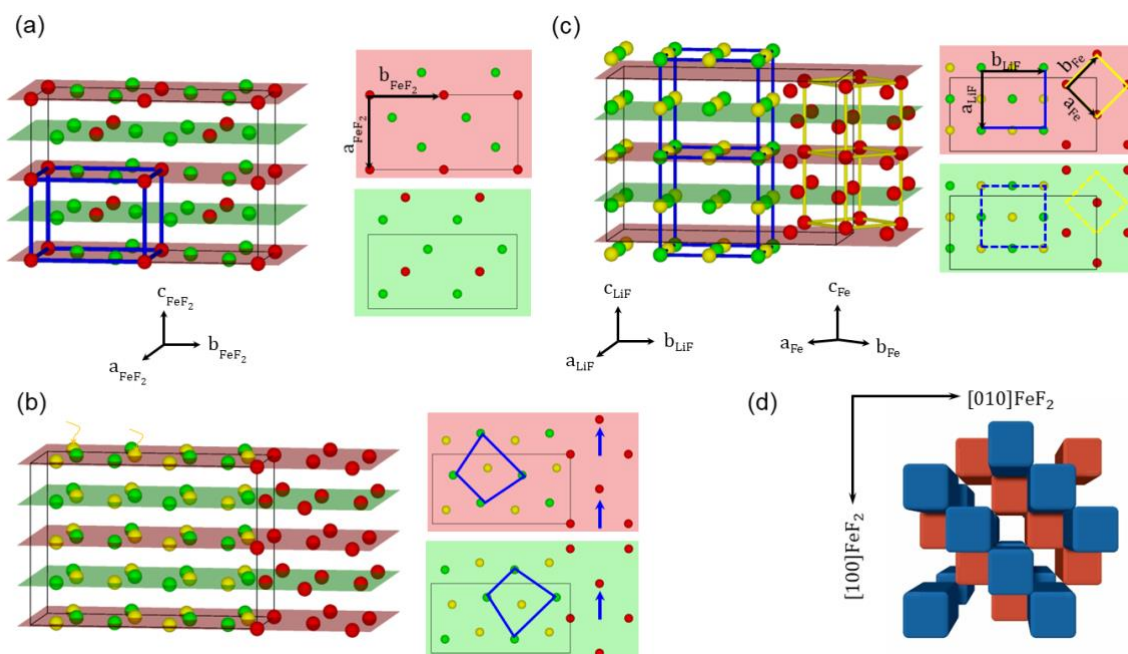 (a)
b_FeF₂
a_FeF₂
c_FeF₂
b_FeF₂
a_FeF₂
(b)
(c)
b_LiF
a_LiF
b_Fe
a_Fe
c_LiF
b_LiF
a_LiF
c_Fe
a_Fe
b_Fe
(d)
[010]FeF₂
[100]FeF₂